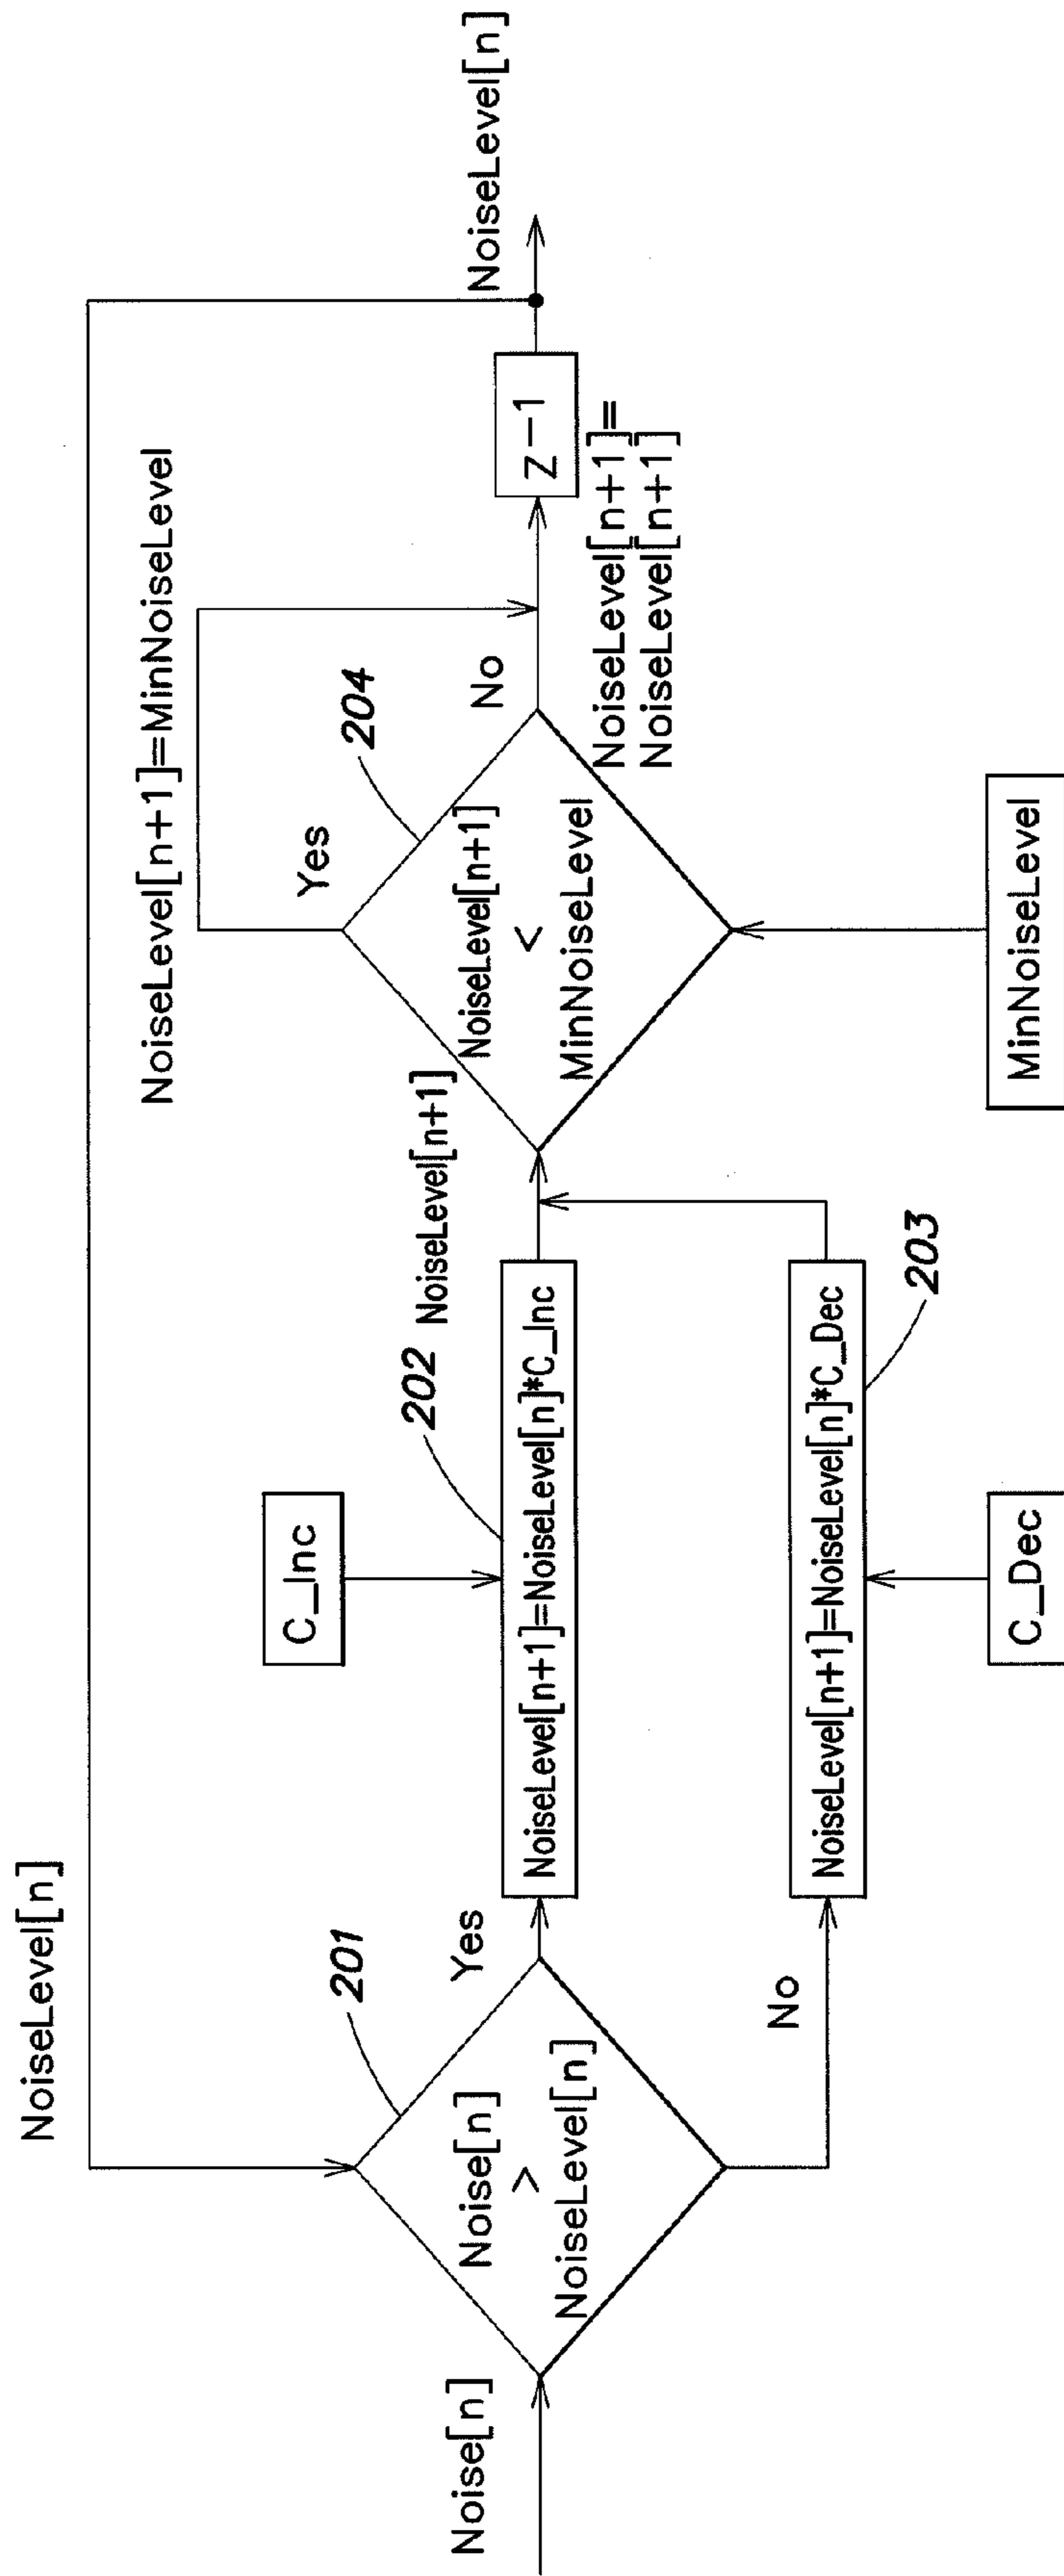 NoiseLevel[n]
Noise[n]
Noise[n]
>
NoiseLevel[n]
201
Yes
No
C_Inc
202
NoiseLevel[n+1]=NoiseLevel[n]*C_Inc
NoiseLevel[n+1]=NoiseLevel[n]*C_Dec
203
C_Dec
NoiseLevel[n+1]
NoiseLevel[n+1]
<
MinNoiseLevel
204
Yes
NoiseLevel[n+1]=MinNoiseLevel
No
NoiseLevel[n+1]=
NoiseLevel[n+1]
MinNoiseLevel
Z-1
NoiseLevel[n]